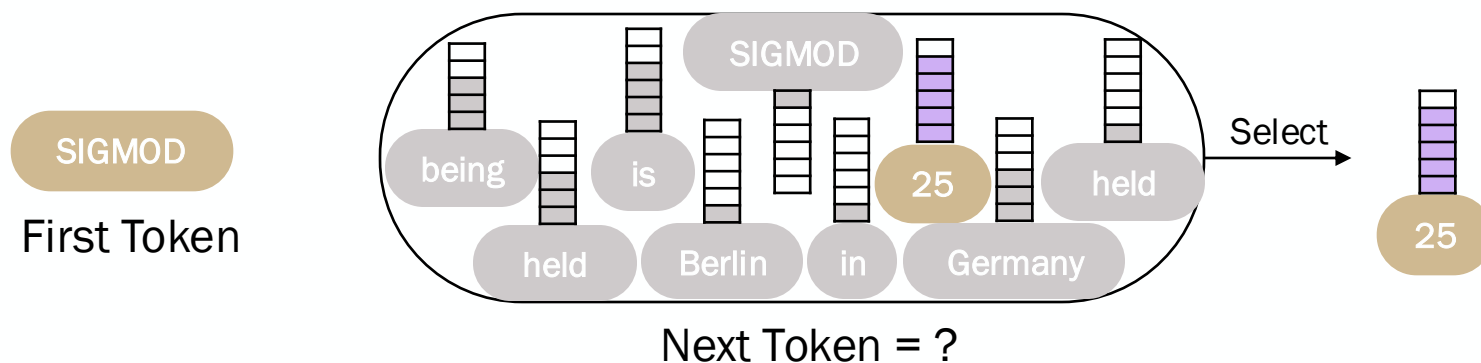 SIGMOD
First Token
SIGMOD
being
is
25
held
held
Berlin
in
Germany
Next Token = ?
Select
25